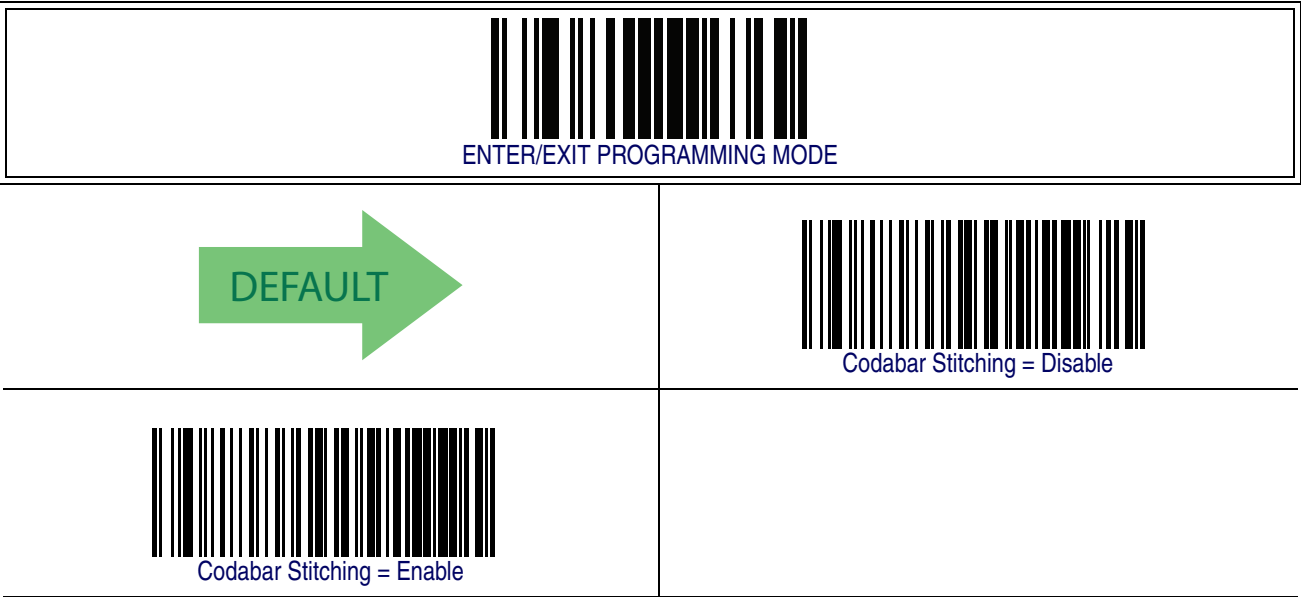 ENTER/EXIT PROGRAMMING MODE
DEFAULT
Codabar Stitching = Disable
Codabar Stitching = Enable